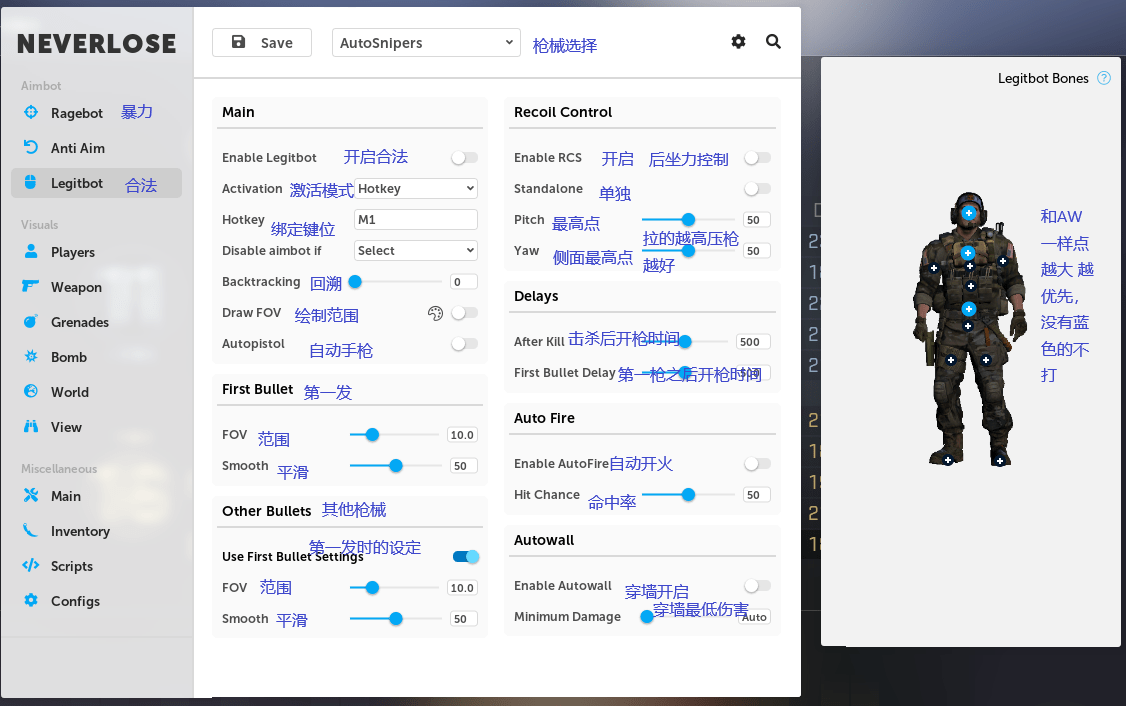 NEVERLOSE
Aimbot
Ragebot 暴力
Anti Aim
Legitbot 合法
Visuals
Players
Weapon
Grenades
Bomb
World
View
Miscellaneous
Main
Inventory
Scripts
Configs
Save AutoSnipers 枪械选择
Main
Enable Legitbot 开启合法
Activation 激活模式 Hotkey
Hotkey 绑定键位 M1
Disable aimbot if Select
Backtracking 回溯 0
Draw FOV 绘制范围
Autopistol 自动手枪
First Bullet 第一发
FOV 范围 10.0
Smooth 平滑 50
Other Bullets 其他枪械
Use First Bullet Settings 第一发时的设定
FOV 范围 10.0
Smooth 平滑 50
Recoil Control
Enable RCS 开启 后坐力控制
Standalone 单独
Pitch 最高点 50
拉的越高压枪
Yaw 侧面最高点 50
越好
Delays
After Kill 击杀后开枪时间 500
First Bullet Delay 第一枪之后开枪时间
Auto Fire
Enable AutoFire 自动开火
Hit Chance 命中率 50
Autowall
Enable Autowall 穿墙开启
Minimum Damage 穿墙最低伤害 Auto
Legitbot Bones ?
和AW
一样点
越大 越
优先，
没有蓝
色的不
打